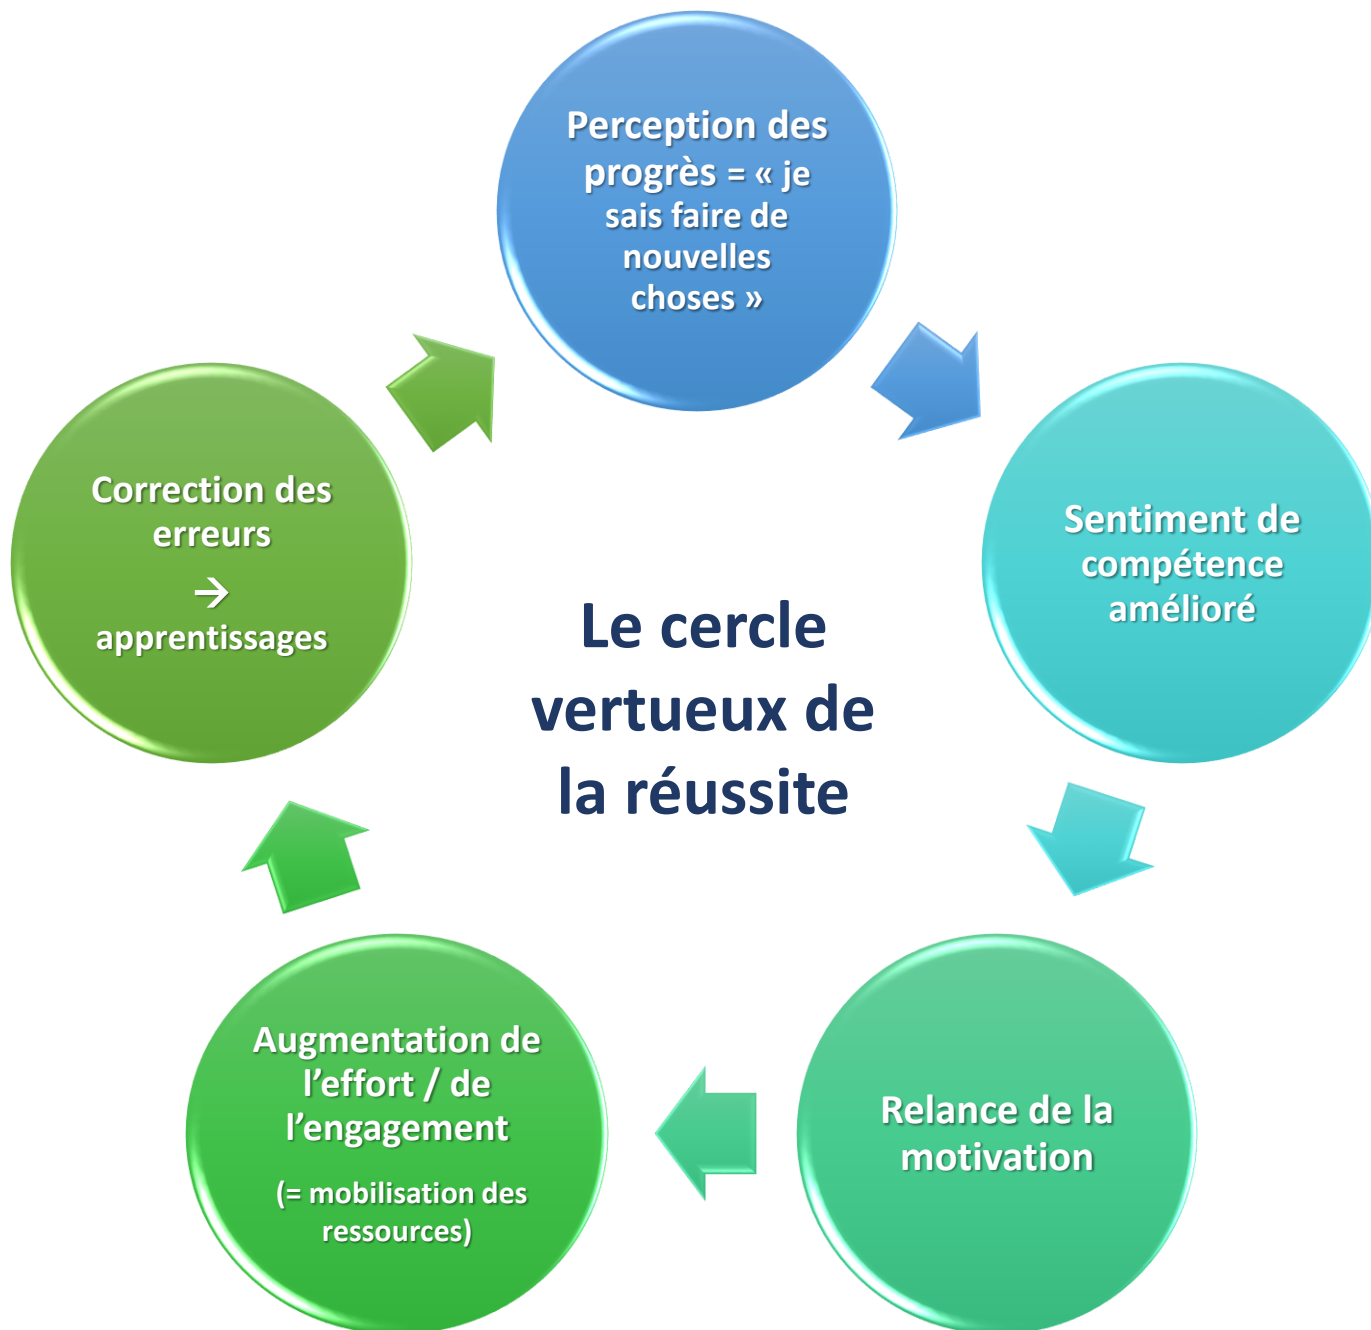 Perception des
progrès = « je
sais faire de
nouvelles
choses »
Sentiment de
compétence
amélioré
Relance de la
motivation
Augmentation de
l’effort / de
l’engagement
(= mobilisation des
ressources)
Correction des
erreurs
→
apprentissages
Le cercle
vertueux de
la réussite